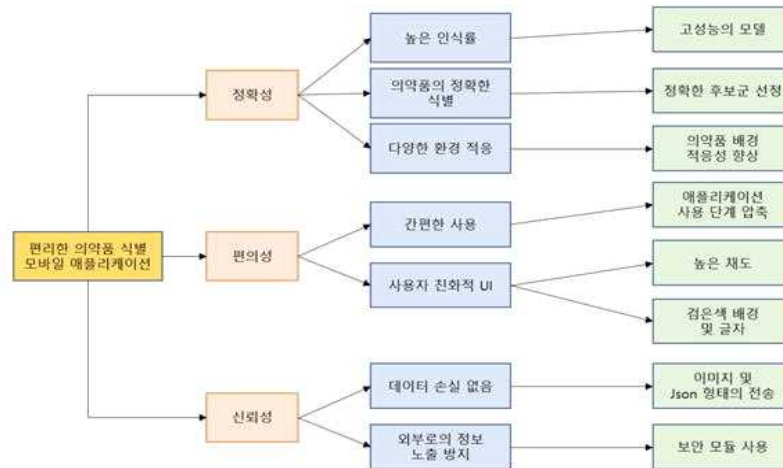 편리한 의약품 식별
모바일 애플리케이션
정확성
높은 인식률
고성능의 모델
의약품의 정확한
식별
정확한 후보군 선정
다양한 환경 적응
의약품 배경
적응성 향상
편의성
간편한 사용
애플리케이션
사용 단계 압축
사용자 친화적 UI
높은 채도
검은색 배경
및 글자
신뢰성
데이터 손실 없음
이미지 및
Json 형태의 전송
외부로의 정보
노출 방지
보안 모듈 사용